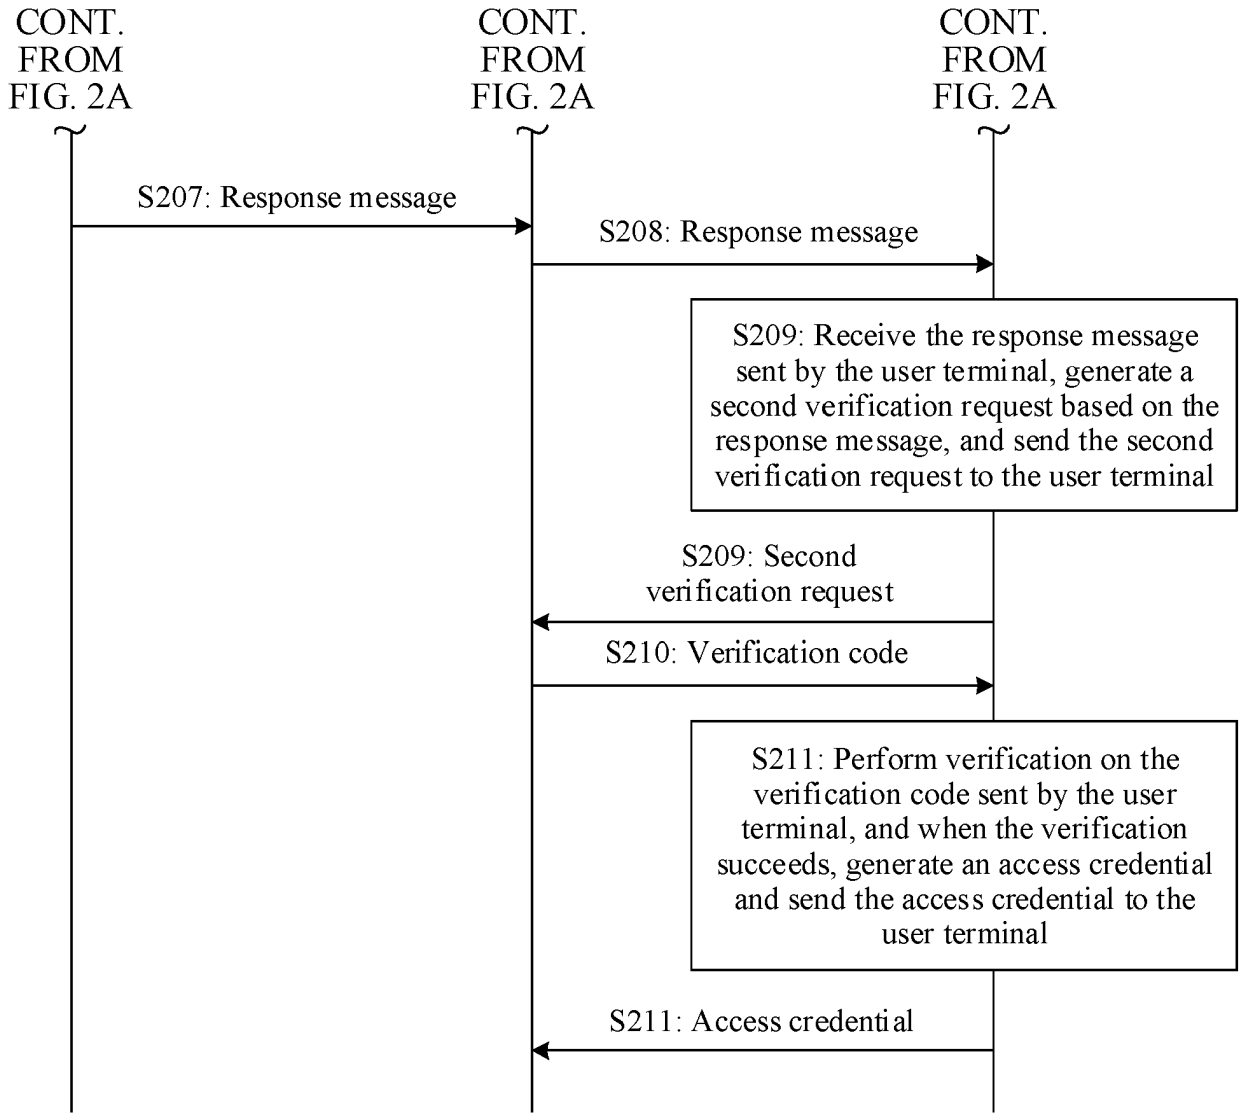 CONT.
FROM
FIG. 2A
CONT.
FROM
FIG. 2A
CONT.
FROM
FIG. 2A
S207: Response message
S208: Response message
S209: Receive the response message
sent by the user terminal, generate a
second verification request based on the
response message, and send the second
verification request to the user terminal
S209: Second
verification request
S210: Verification code
S211: Perform verification on the
verification code sent by the user
terminal, and when the verification
succeeds, generate an access credential
and send the access credential to the
user terminal
S211: Access credential